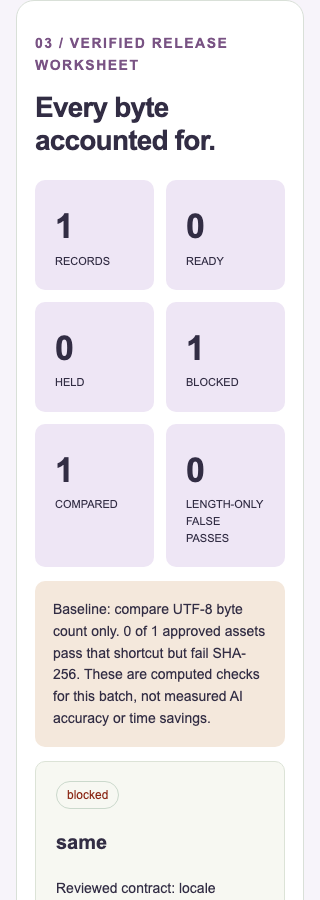 03 / VERIFIED RELEASE
WORKSHEET
Every byte
accounted for.
1
RECORDS
0
READY
0
HELD
1
BLOCKED
1
COMPARED
0
LENGTH-ONLY
FALSE
PASSES
Baseline: compare UTF-8 byte
count only. 0 of 1 approved assets
pass that shortcut but fail SHA-
256. These are computed checks
for this batch, not measured AI
accuracy or time savings.
blocked
same
Reviewed contract: locale